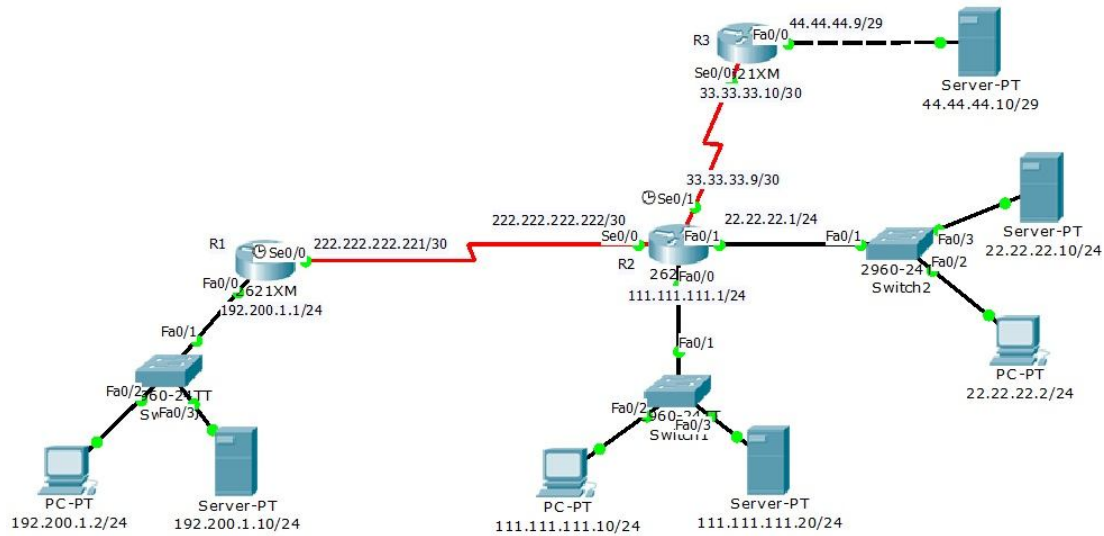 44.44.44.9/29
R3
Fa0/0
Se0/0
621XM
33.33.33.10/30
Server-PT
44.44.44.10/29
33.33.33.9/30
Se0/1
222.222.222.222/30
22.22.22.1/24
Se0/0
Fa0/1
Fa0/1
Fa0/3
Server-PT
22.22.22.10/24
R1
222.222.222.221/30
Se0/0
R2
262
Fa0/0
2960-24
Fa0/2
Switch2
Fa0/0
2621XM
192.200.1.1/24
111.111.111.1/24
Fa0/1
Fa0/1
PC-PT
22.22.22.2/24
Fa0/2
Fa0/3
Fa0/2
Fa0/3
Switch1
PC-PT
192.200.1.2/24
Server-PT
192.200.1.10/24
PC-PT
111.111.111.10/24
Server-PT
111.111.111.20/24